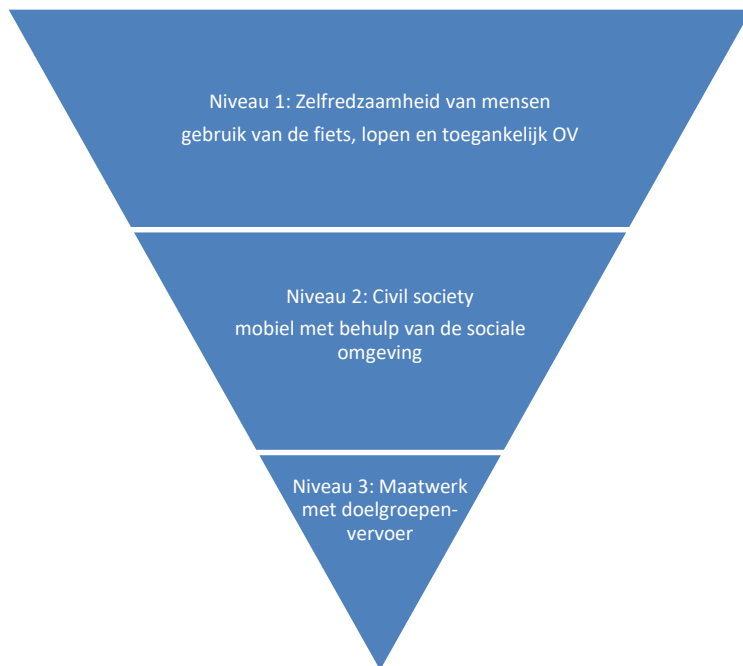 Niveau 1: Zelfredzaamheid van mensen
gebruik van de fiets, lopen en toegankelijk OV
Niveau 2: Civil society
mobiel met behulp van de sociale
omgeving
Niveau 3: Maatwerk
met doelgroepen-
vervoer